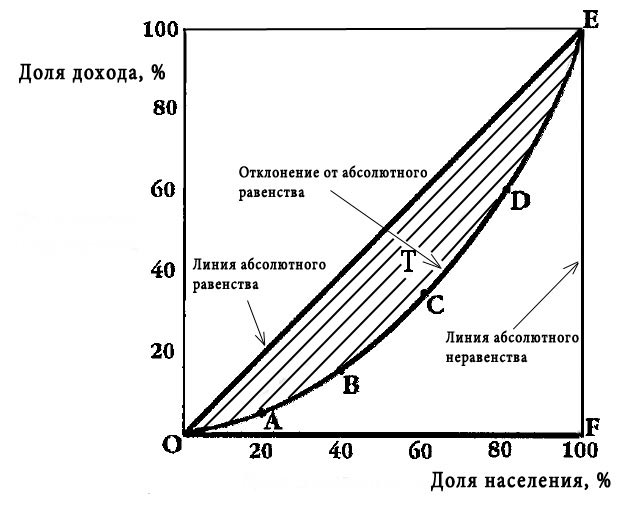 E
100
Доля дохода, %
80
Отклонение от абсолютного
равенства
60
D
T
Линия абсолютного
равенства
40
C
Линия абсолютного
неравенства
20
B
A
O
F
20
40
60
80
100
Доля населения, %